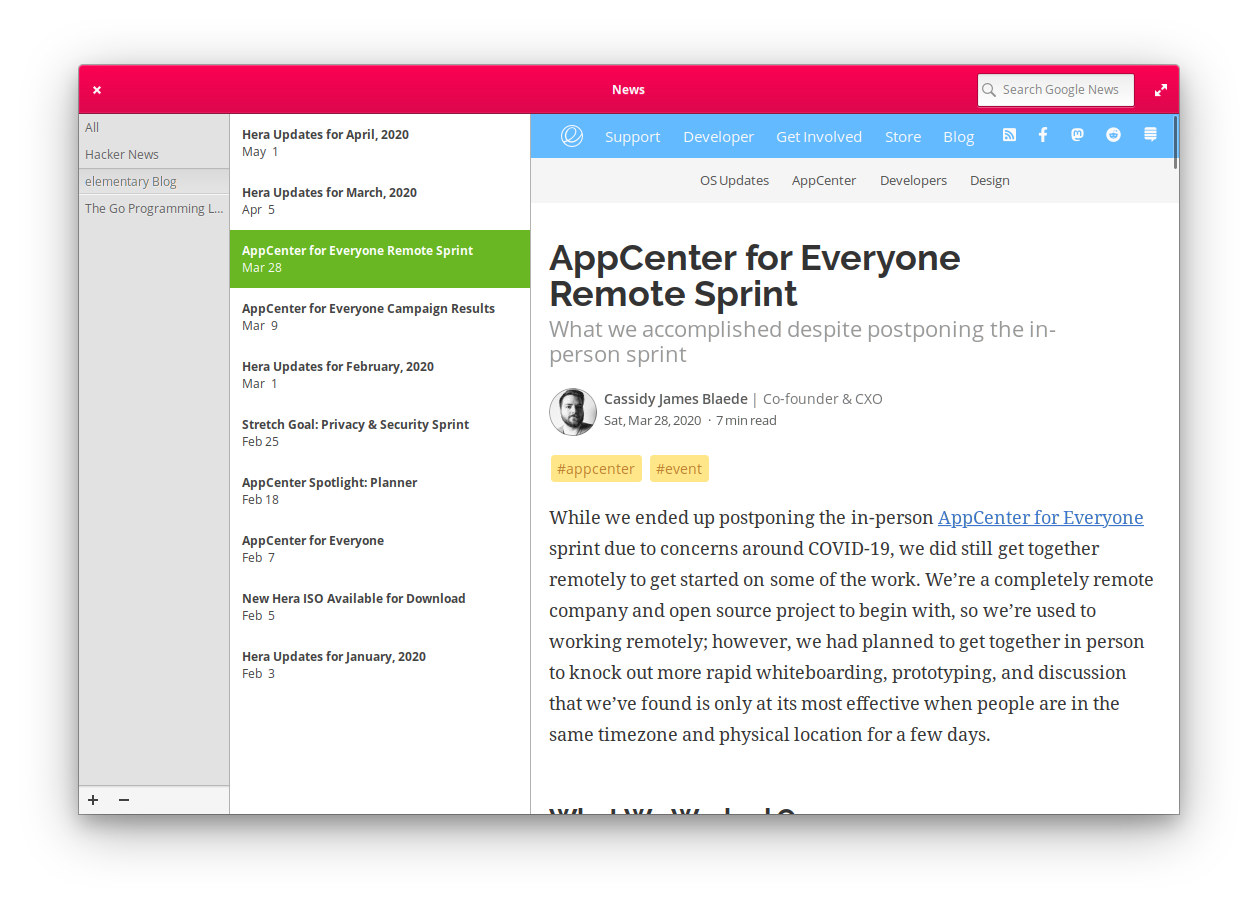 News
Search Google News
All
Hacker News
elementary Blog
The Go Programming L...
Hera Updates for April, 2020
May 1
Hera Updates for March, 2020
Apr 5
AppCenter for Everyone Remote Sprint
Mar 28
AppCenter for Everyone Campaign Results
Mar 9
Hera Updates for February, 2020
Mar 1
Stretch Goal: Privacy & Security Sprint
Feb 25
AppCenter Spotlight: Planner
Feb 18
AppCenter for Everyone
Feb 7
New Hera ISO Available for Download
Feb 5
Hera Updates for January, 2020
Feb 3
Support Developer Get Involved Store Blog
OS Updates AppCenter Developers Design
AppCenter for Everyone
Remote Sprint
What we accomplished despite postponing the in-
person sprint
Cassidy James Blaede | Co-founder & CXO
Sat, Mar 28, 2020 · 7 min read
#appcenter #event
While we ended up postponing the in-person AppCenter for Everyone
sprint due to concerns around COVID-19, we did still get together
remotely to get started on some of the work. We’re a completely remote
company and open source project to begin with, so we’re used to
working remotely; however, we had planned to get together in person
to knock out more rapid whiteboarding, prototyping, and discussion
that we’ve found is only at its most effective when people are in the
same timezone and physical location for a few days.